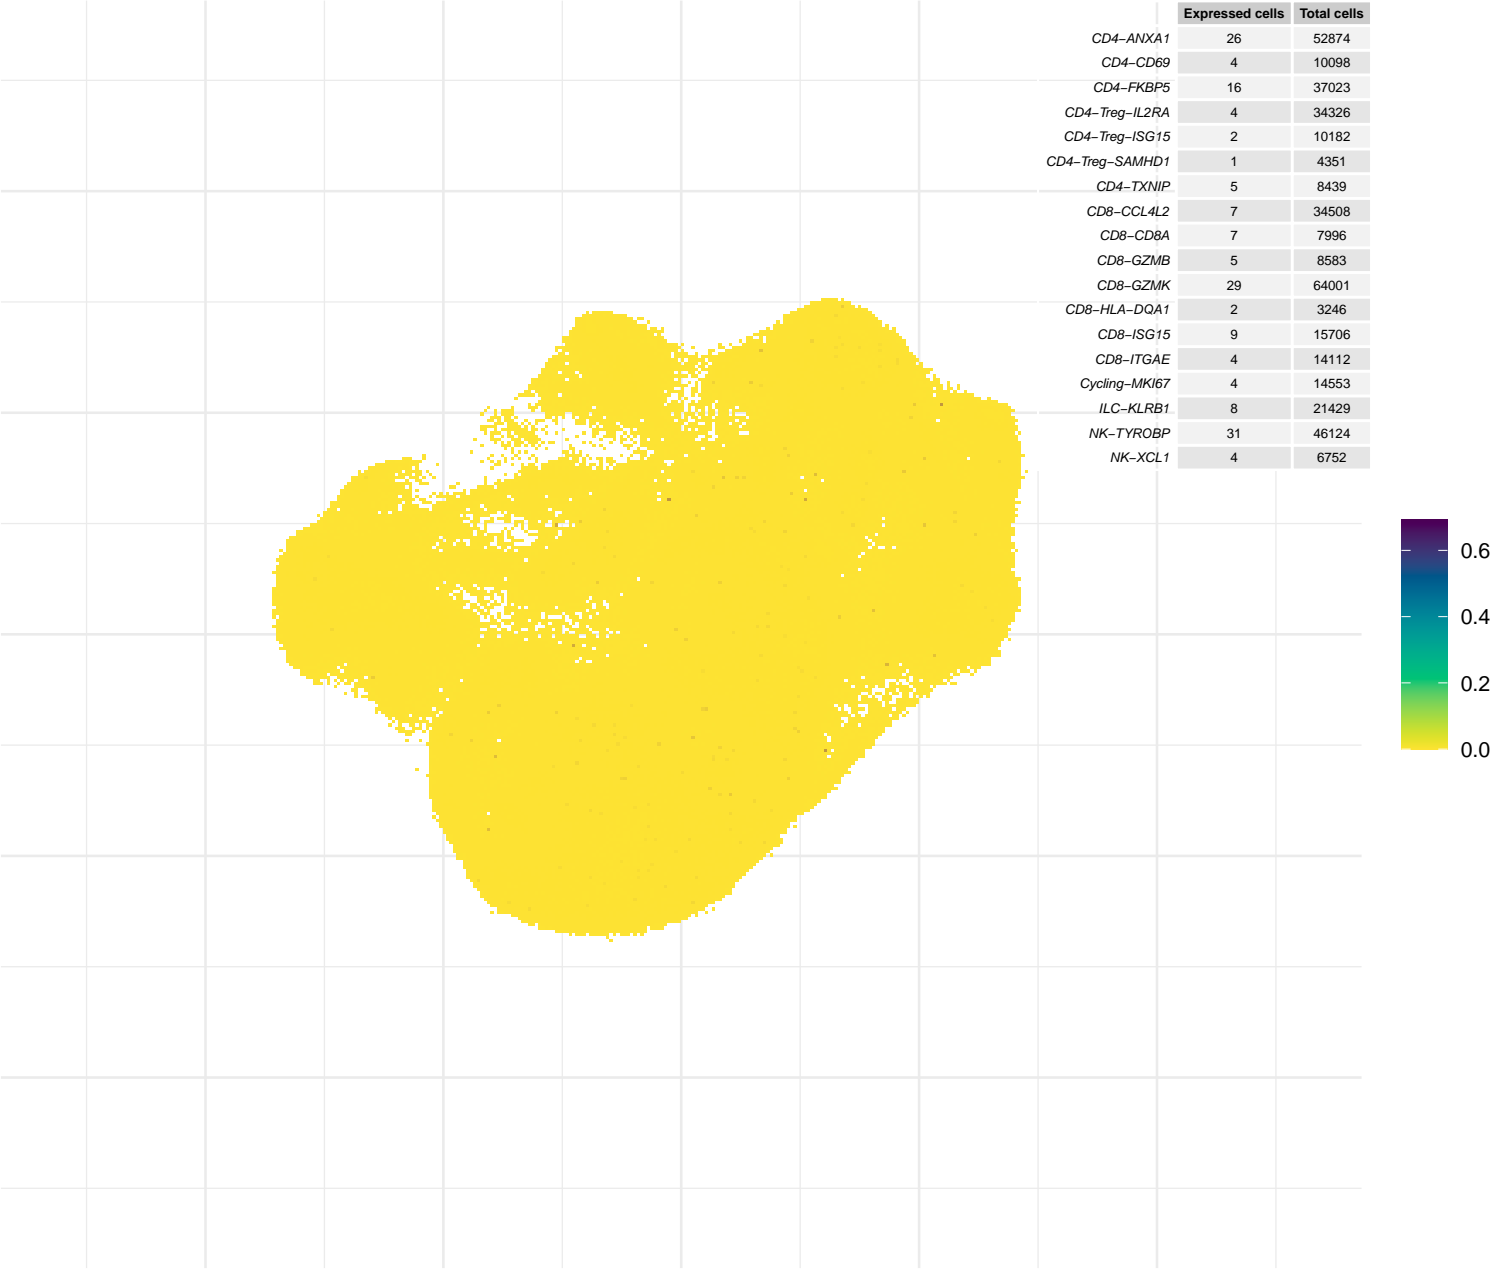 Expressed cells Total cells
CD4−ANXA1 26 52874
CD4−CD69 4 10098
CD4−FKBP5 16 37023
CD4−Treg−IL2RA 4 34326
CD4−Treg−ISG15 2 10182
CD4−Treg−SAMHD1 1 4351
CD4−TXNIP 5 8439
CD8−CCL4L2 7 34508
CD8−CD8A 7 7996
CD8−GZMB 5 8583
CD8−GZMK 29 64001
CD8−HLA−DQA1 2 3246
CD8−ISG15 9 15706
CD8−ITGAE 4 14112
Cycling−MKI67 4 14553
ILC−KLRB1 8 21429
NK−TYROBP 31 46124
NK−XCL1 4 6752
0.6
0.4
0.2
0.0